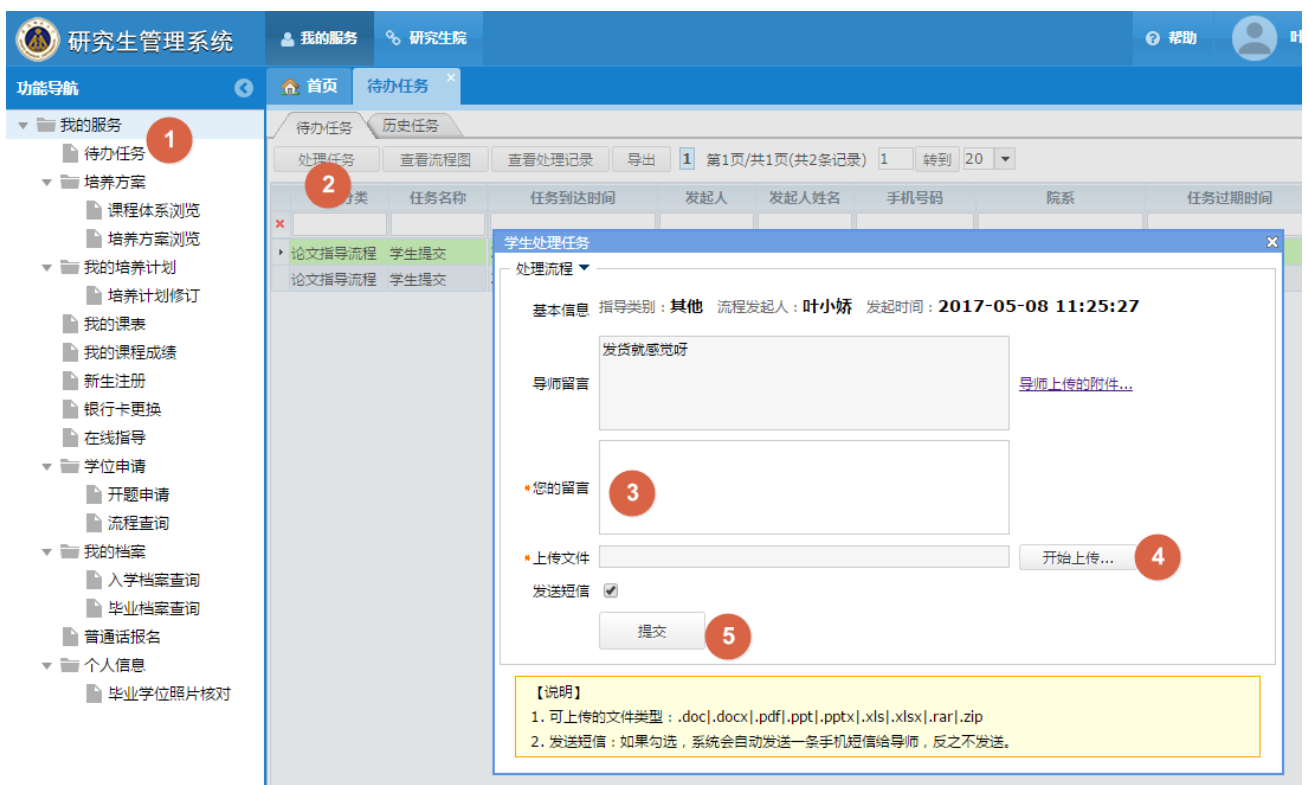 研究生管理系统
我的服务 研究生院 帮助 叶
功能导航
首页 待办任务
我的服务
1
待办任务
培养方案
课程体系浏览
培养方案浏览
我的培养计划
培养计划修订
我的课表
我的课程成绩
新生注册
银行卡更换
在线指导
学位申请
开题申请
流程查询
我的档案
入学档案查询
毕业档案查询
普通话报名
个人信息
毕业学位照片核对
待办任务 历史任务
处理任务 查看流程图 查看处理记录 导出 1 第1页/共1页(共2条记录) 1 转到 20
2
分类 任务名称 任务到达时间 发起人 发起人姓名 手机号码 院系 任务过期时间
论文指导流程 学生提交
论文指导流程 学生提交
学生处理任务
处理流程
基本信息 指导类别：其他 流程发起人：叶小娇 发起时间：2017-05-08 11:25:27
导师留言 发货就感觉呀 导师上传的附件...
*您的留言 3
*上传文件 开始上传... 4
发送短信
提交 5
【说明】
1. 可上传的文件类型：.doc|.docx|.pdf|.ppt|.pptx|.xls|.xlsx|.rar|.zip
2. 发送短信：如果勾选，系统会自动发送一条手机短信给导师，反之不发送。